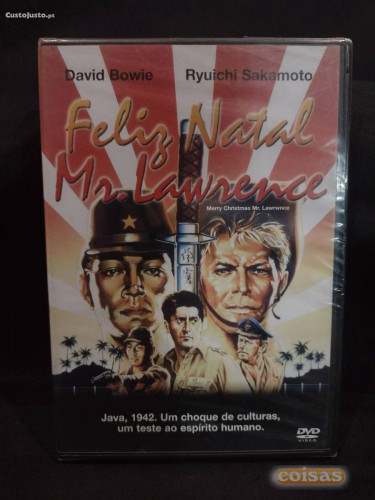 CustoJusto.pt
David Bowie Ryuichi Sakamoto
Feliz Natal
Mr. Lawrence
Merry Christmas Mr. Lawrwnce
Java, 1942. Um choque de culturas,
um teste ao espírito humano.
DVD
VIDEO
coisas